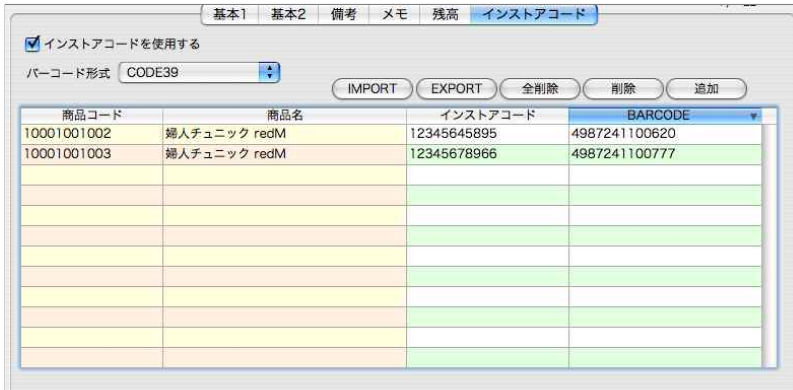 基本1 基本2 備考 メモ 残高 インストアコード
インストアコードを使用する
バーコード形式 CODE39
IMPORT EXPORT 全削除 削除 追加
商品コード 商品名 インストアコード BARCODE
10001001002 婦人チュニック redM 12345645895 4987241100620
10001001003 婦人チュニック redM 12345678966 4987241100777